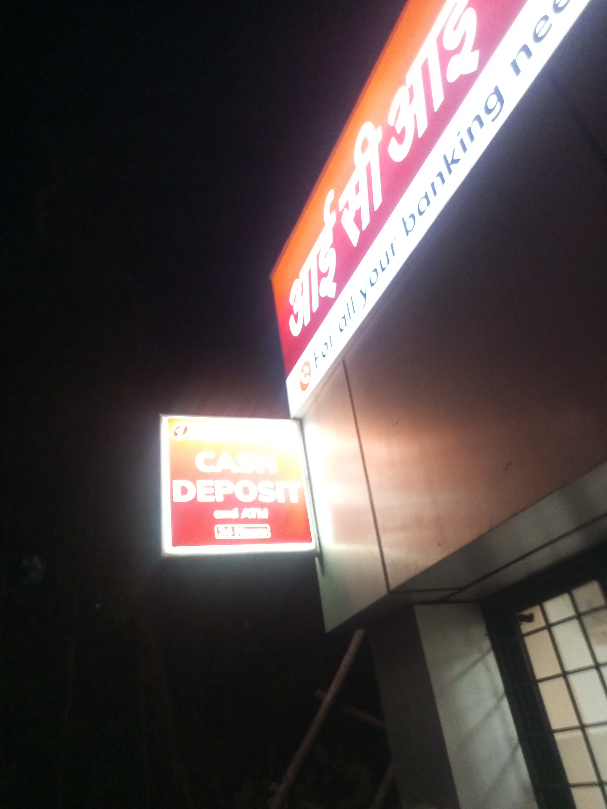 आई सी आई
For all your banking nee
CASH
DEPOSIT
and ATM